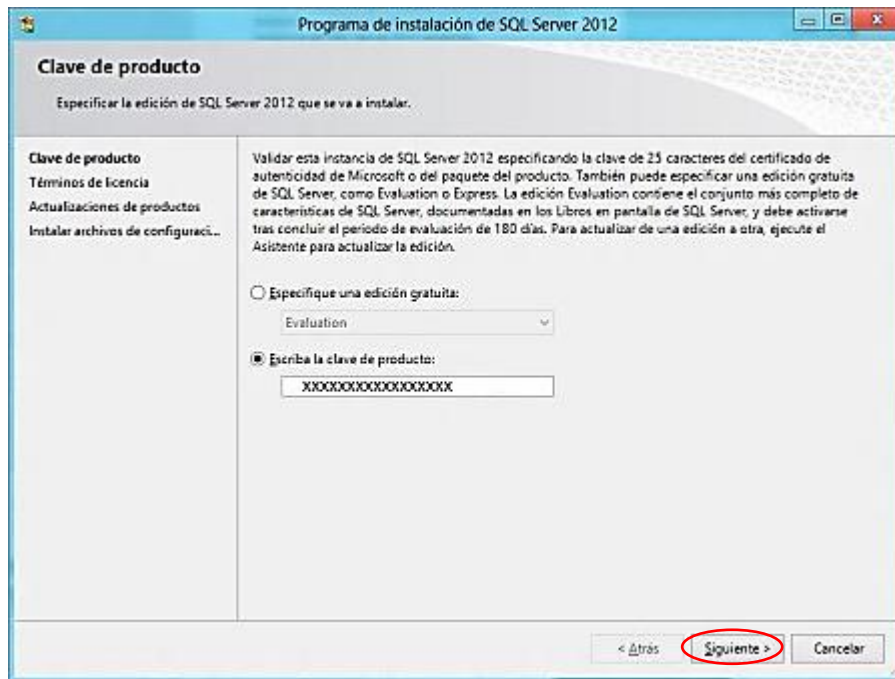 Programa de instalación de SQL Server 2012
Clave de producto
Especificar la edición de SQL Server 2012 que se va a instalar.
Clave de producto
Términos de licencia
Actualizaciones de productos
Instalar archivos de configuraci...
Validar esta instancia de SQL Server 2012 especificando la clave de 25 caracteres del certificado de
autenticidad de Microsoft o del paquete del producto. También puede especificar una edición gratuita
de SQL Server, como Evaluation o Express. La edición Evaluation contiene el conjunto más completo de
características de SQL Server, documentadas en los Libros en pantalla de SQL Server, y debe activarse
tras concluir el periodo de evaluación de 180 días. Para actualizar de una edición a otra, ejecute el
Asistente para actualizar la edición.
Especifique una edición gratuita:
Evaluation
Escriba la clave de producto:
XXXXXXXXXXXXXXXXX
< Atrás
Siguiente >
Cancelar